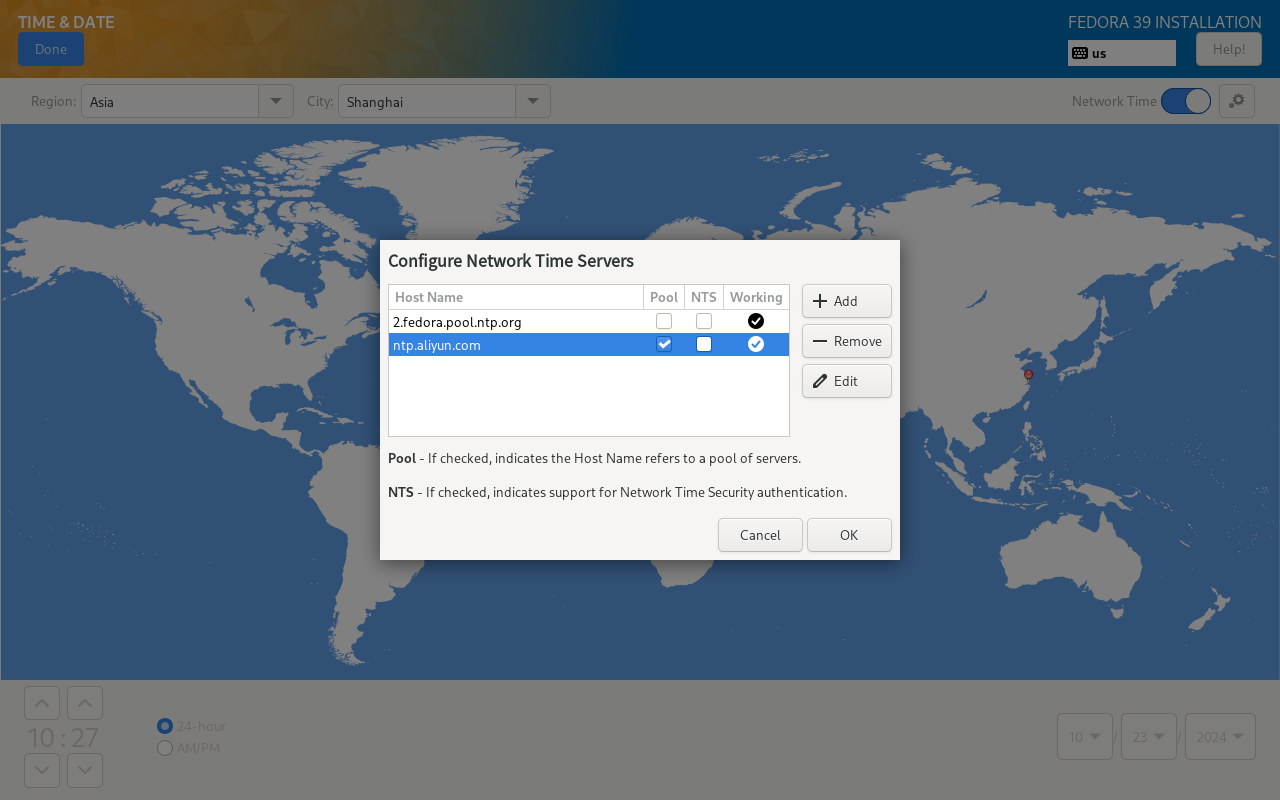 TIME & DATE
FEDORA 39 INSTALLATION
Done
us
Help!
Region: Asia City: Shanghai Network Time
Configure Network Time Servers
Host Name Pool NTS Working
2.fedora.pool.ntp.org
ntp.aliyun.com
Add
Remove
Edit
Pool - If checked, indicates the Host Name refers to a pool of servers.
NTS - If checked, indicates support for Network Time Security authentication.
Cancel OK
10 : 27
24-hour
AM/PM
10 / 23 / 2024